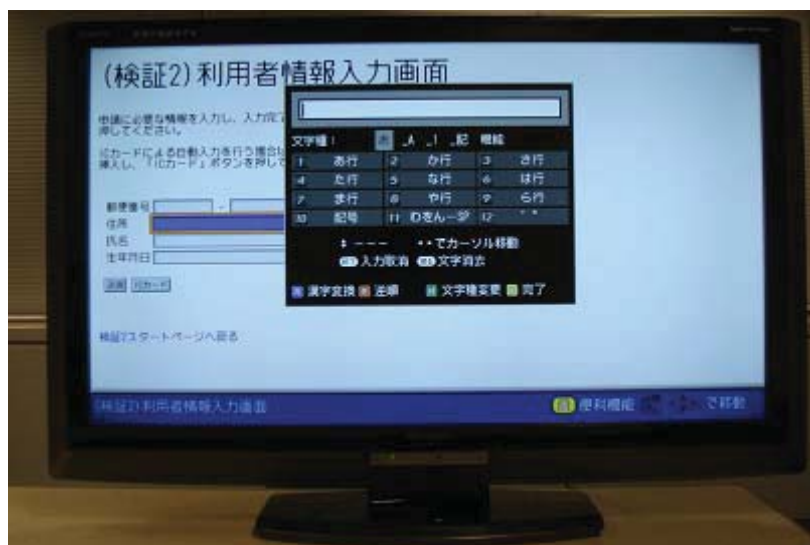 (検証2)利用者情報入力画面
申請に必要な情報を入力し、入力完
押してください。
ICカードによる自動入力を行う場合は
挿入し、「ICカード」ボタンを押して
郵便番号 -
住所
氏名
生年月日
ICカード
検証2スタートページへ戻る
文字種: あ _A _1 _記 機能
1 あ行 2 か行 3 さ行
4 た行 5 な行 6 は行
7 ま行 8 や行 9 ら行
10 記号 11 わをん 12
でカーソル移動
入力取消 文字消去
漢字変換 逆順 文字種変更 完了
(検証2)利用者情報入力画面
で移動